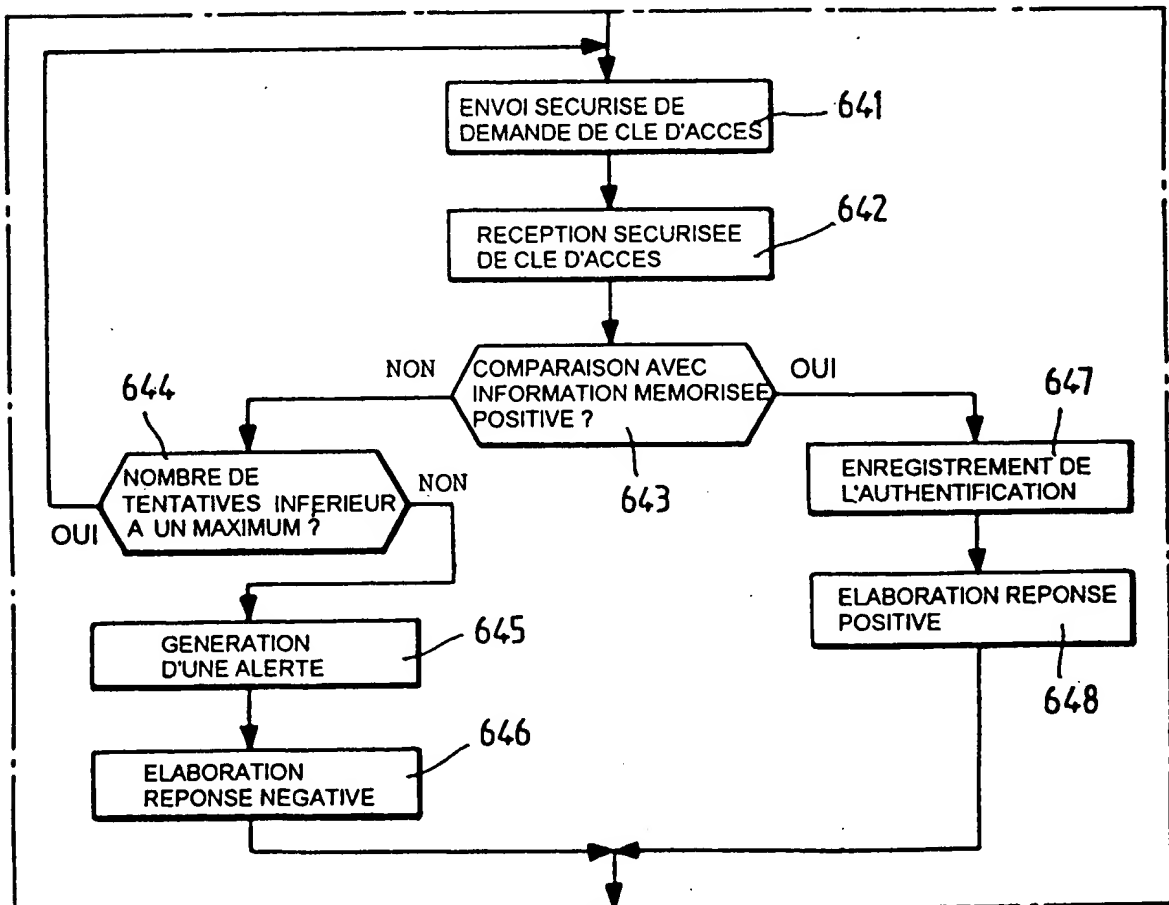 ENVOI SECURISE DE
DEMANDE DE CLE D'ACCES
641
RECEPTION SECURISEE
DE CLE D'ACCES
642
NON
COMPARAISON AVEC
INFORMATION MEMORISEE
POSITIVE ?
OUI
643
644
NOMBRE DE
TENTATIVES INFERIEUR
A UN MAXIMUM ?
NON
OUI
647
ENREGISTREMENT DE
L'AUTHENTIFICATION
GENERATION
D'UNE ALERTE
645
ELABORATION REPONSE
POSITIVE
648
ELABORATION
REPONSE NEGATIVE
646